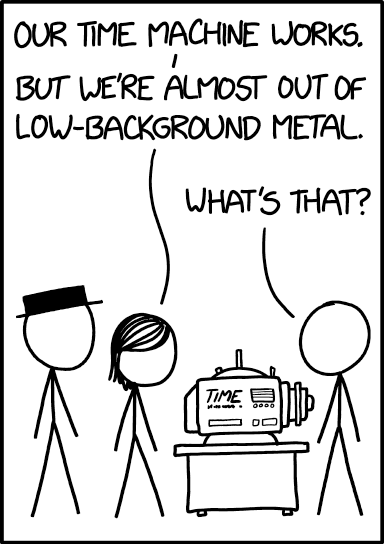 OUR TIME MACHINE WORKS.
BUT WE'RE ALMOST OUT OF
LOW-BACKGROUND METAL.
WHAT'S THAT?
TIME